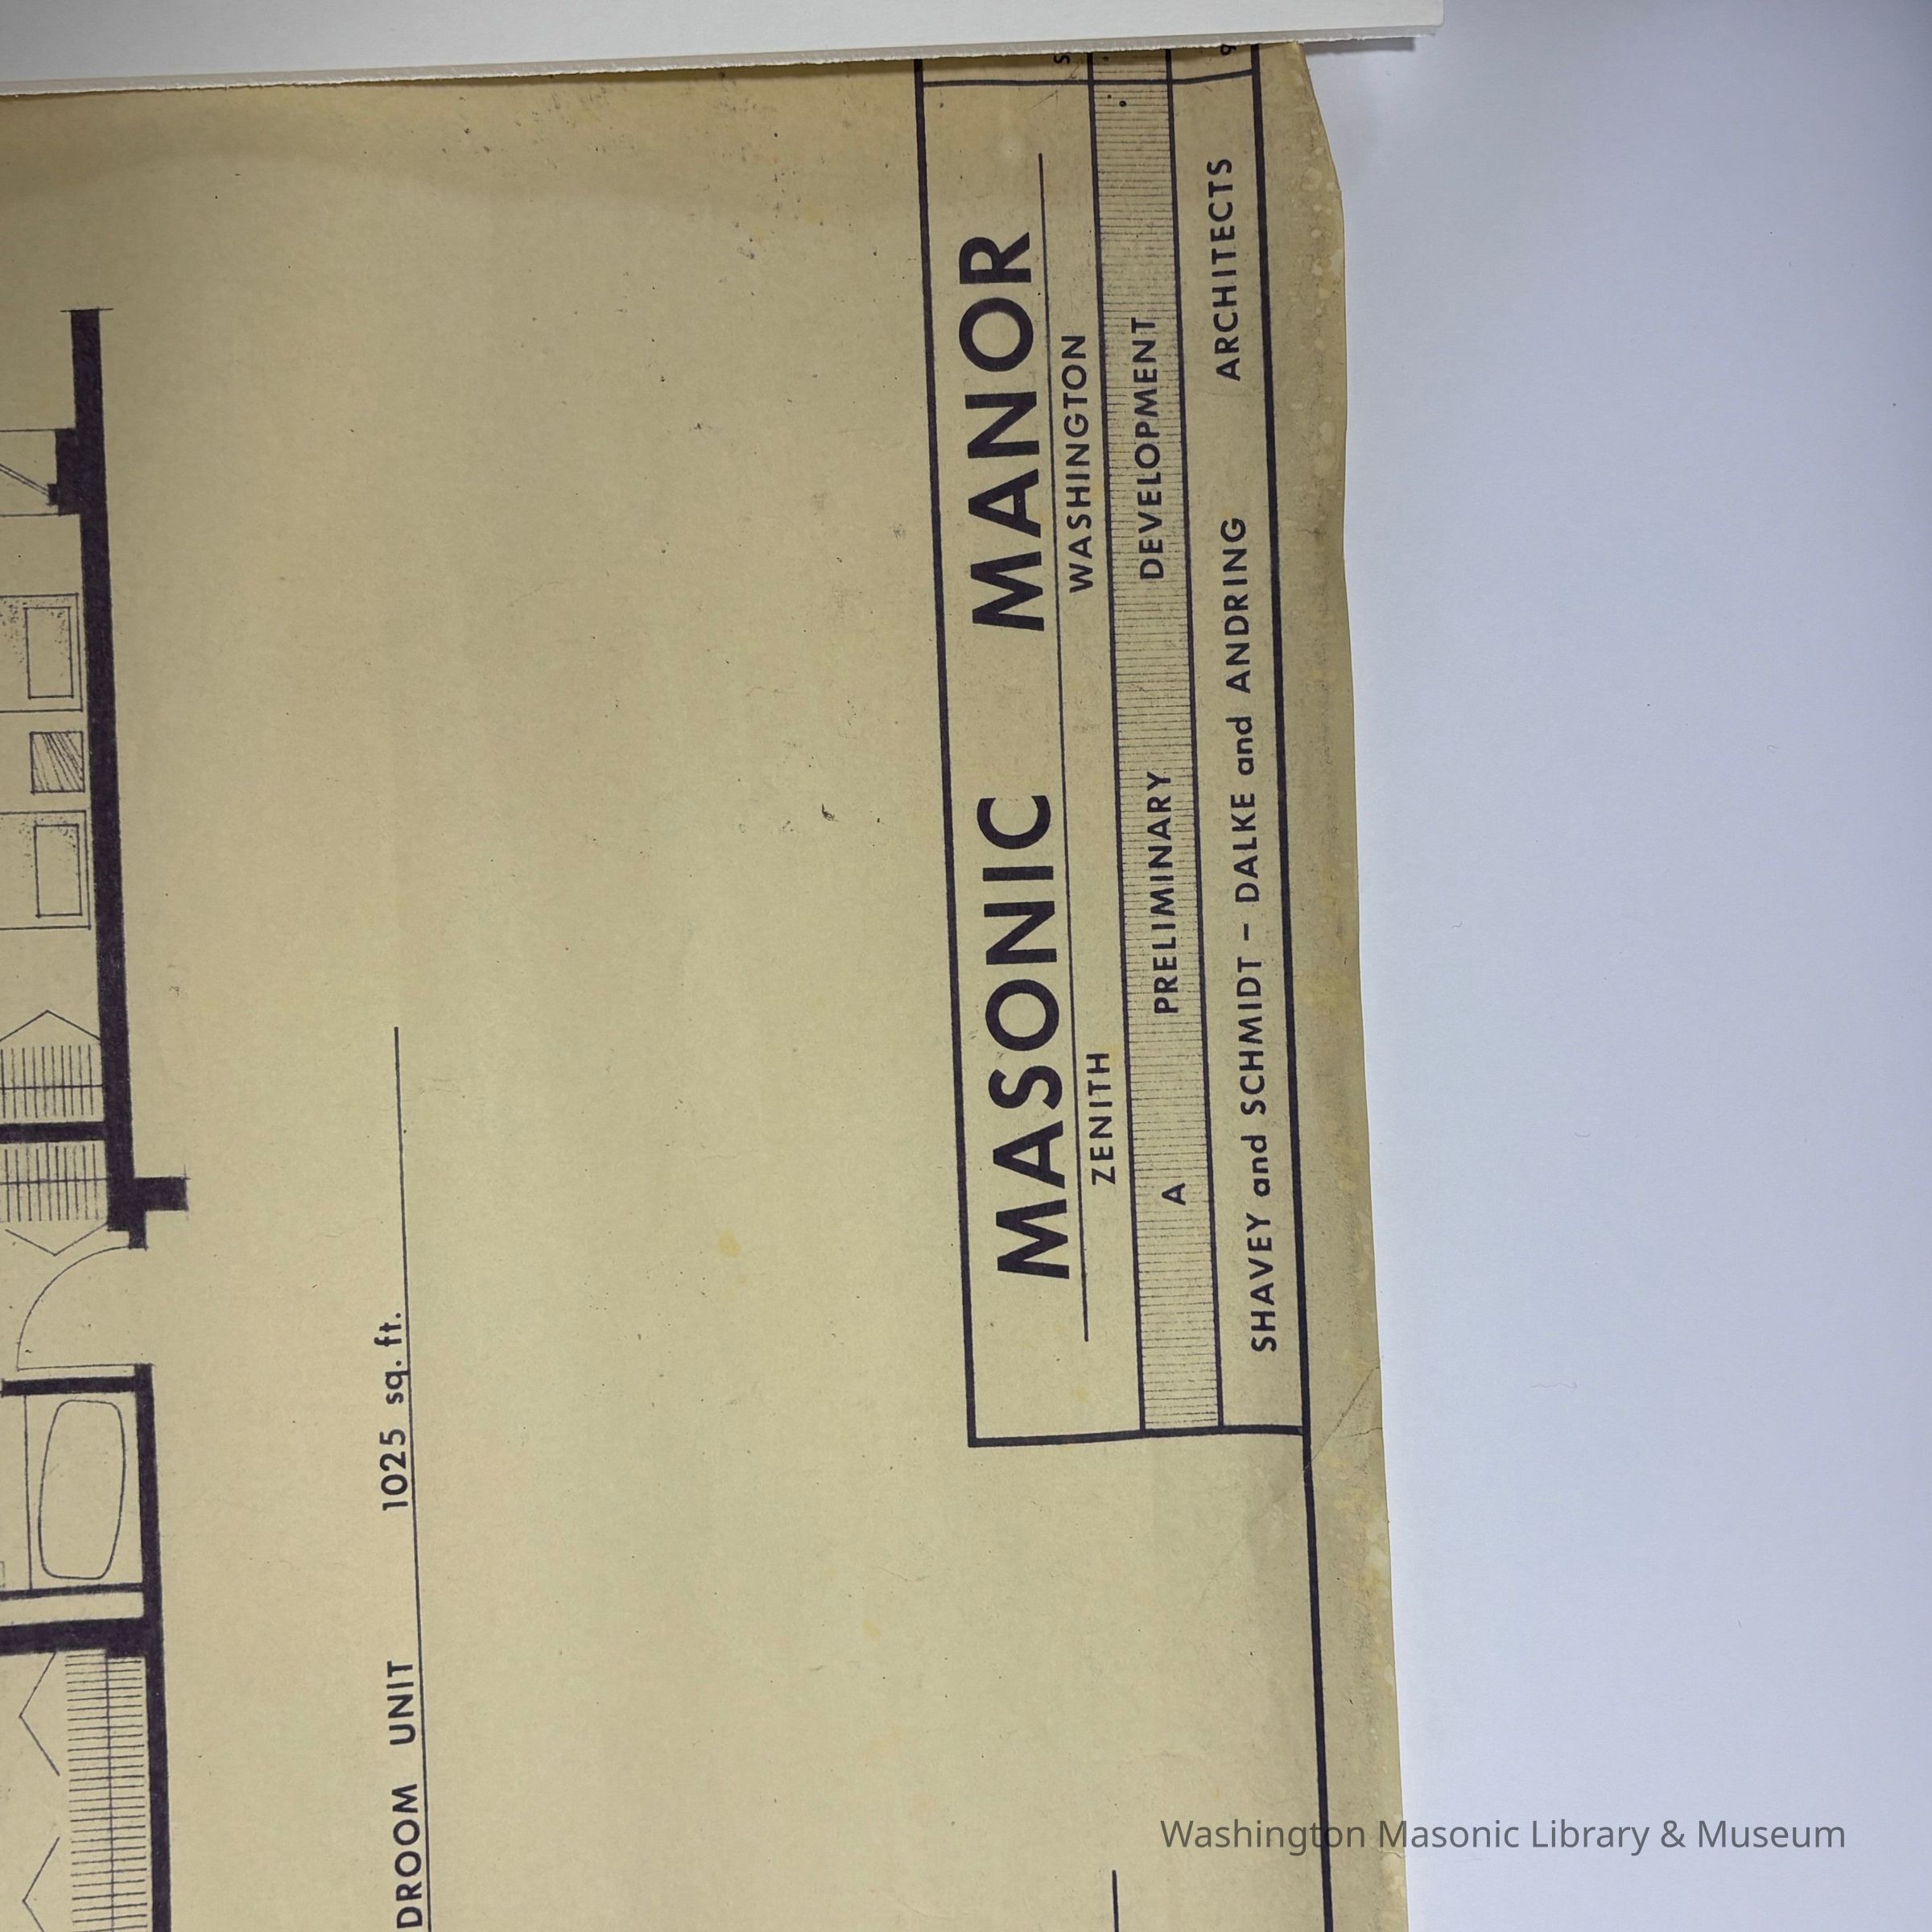 DROOM UNIT 1025 sq. ft.
MASONIC MANOR
ZENITH WASHINGTON
A PRELIMINARY DEVELOPMENT
SHAVEY and SCHMIDT – DALKE and ANDRING ARCHITECTS
Washington Masonic Library & Museum